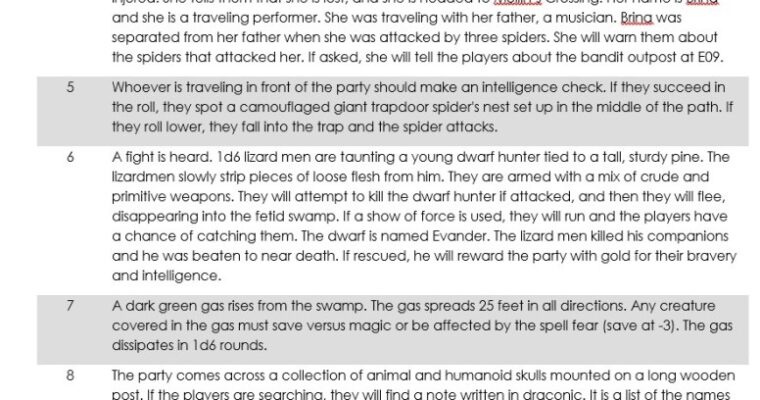 injured. She tells them that she is lost, and she is headed to Crossing. Her name is Brina
and she is a traveling performer. She was traveling with her father, a musician. Brina was
separated from her father when she was attacked by three spiders. She will warn them about
the spiders that attacked her. If asked, she will tell the players about the bandit outpost at E09.
5 Whoever is traveling in front of the party should make an intelligence check. If they succeed in
the roll, they spot a camouflaged giant trapdoor spider's nest set up in the middle of the path. If
they roll lower, they fall into the trap and the spider attacks.
6 A fight is heard. 1d6 lizard men are taunting a young dwarf hunter tied to a tall, sturdy pine. The
lizardmen slowly strip pieces of loose flesh from him. They are armed with a mix of crude and
primitive weapons. They will attempt to kill the dwarf hunter if attacked, and then they will flee,
disappearing into the fetid swamp. If a show of force is used, they will run and the players have
a chance of catching them. The dwarf is named Evander. The lizard men killed his companions
and he was beaten to near death. If rescued, he will reward the party with gold for their bravery
and intelligence.
7 A dark green gas rises from the swamp. The gas spreads 25 feet in all directions. Any creature
covered in the gas must save versus magic or be affected by the spell fear (save at -3). The gas
dissipates in 1d6 rounds.
8 The party comes across a collection of animal and humanoid skulls mounted on a long wooden
post. If the players are searching, they will find a note written in draconic. It is a list of the names